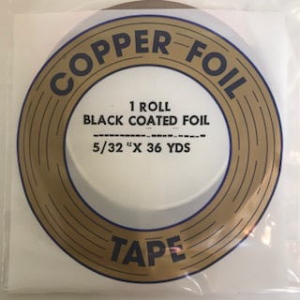 COPPER FOIL
1 ROLL
BLACK COATED FOIL
5/32 "X 36 YDS
TAPE